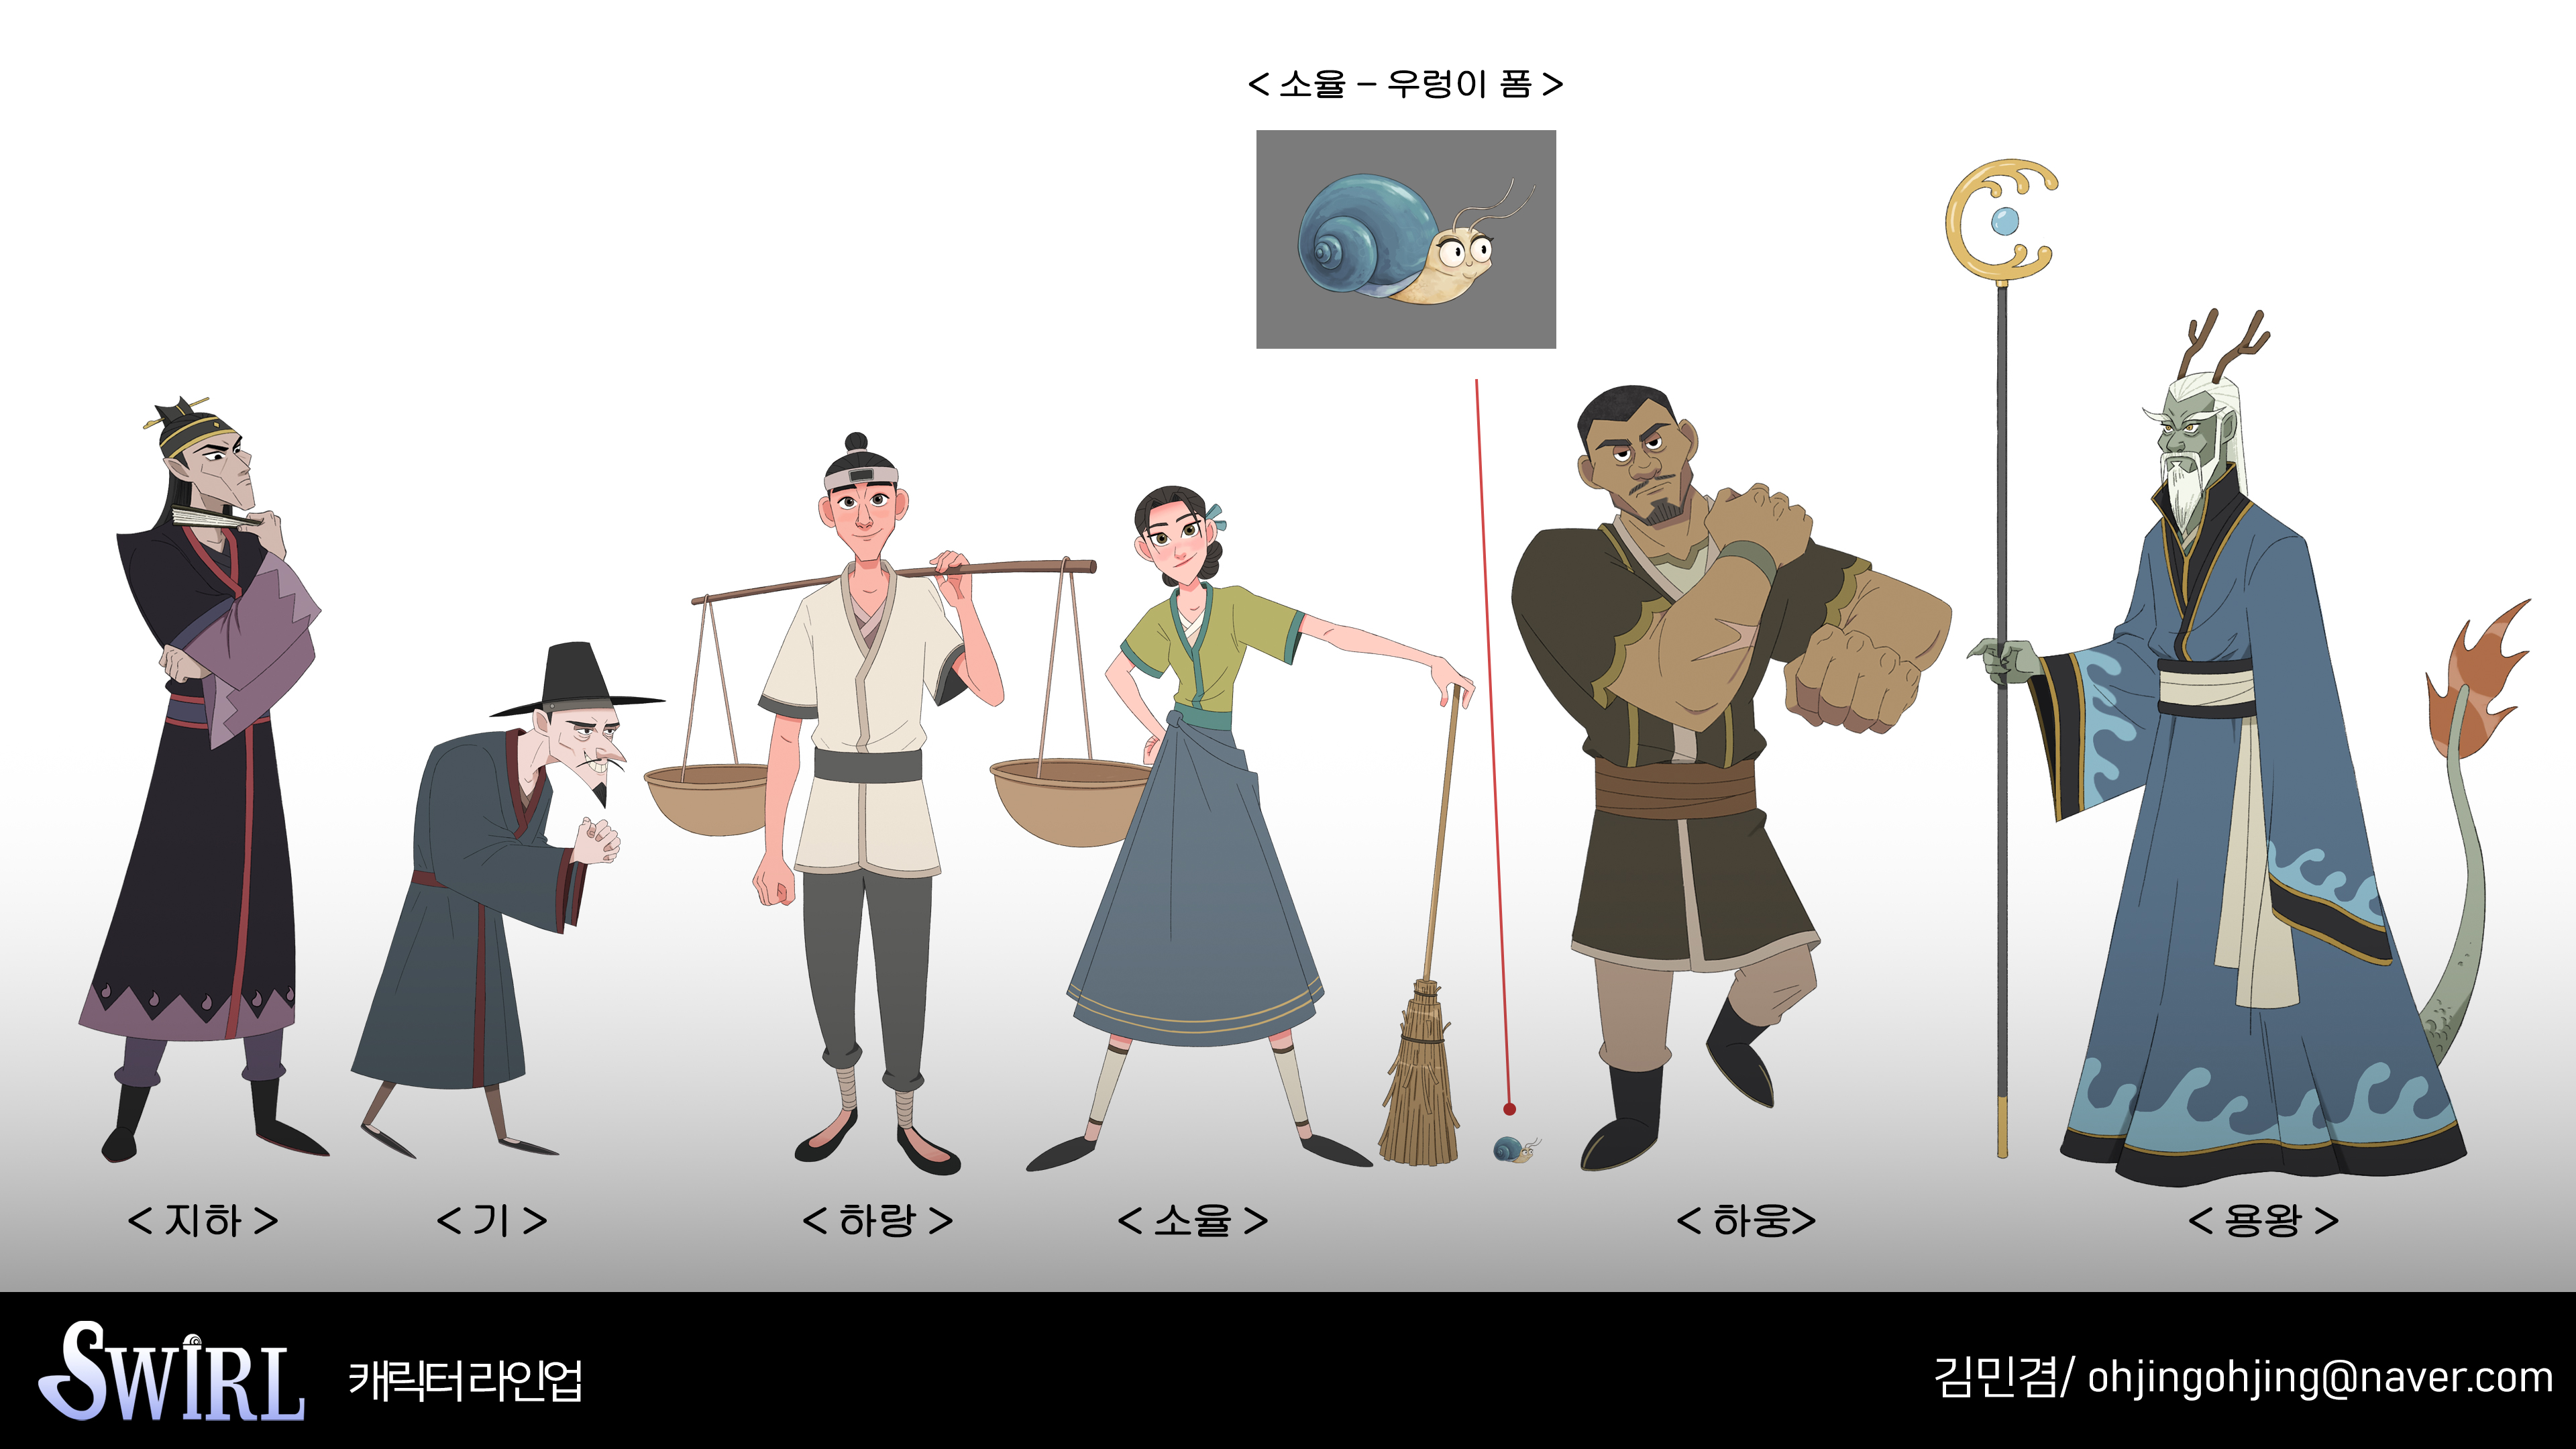 < 소율 – 우렁이 폼 >
< 지하 >
< 기 >
< 하랑 >
< 소율 >
< 하웅>
< 용왕 >
SWIRL
캐릭터 라인업
김민겸/ ohjingohjing@naver.com